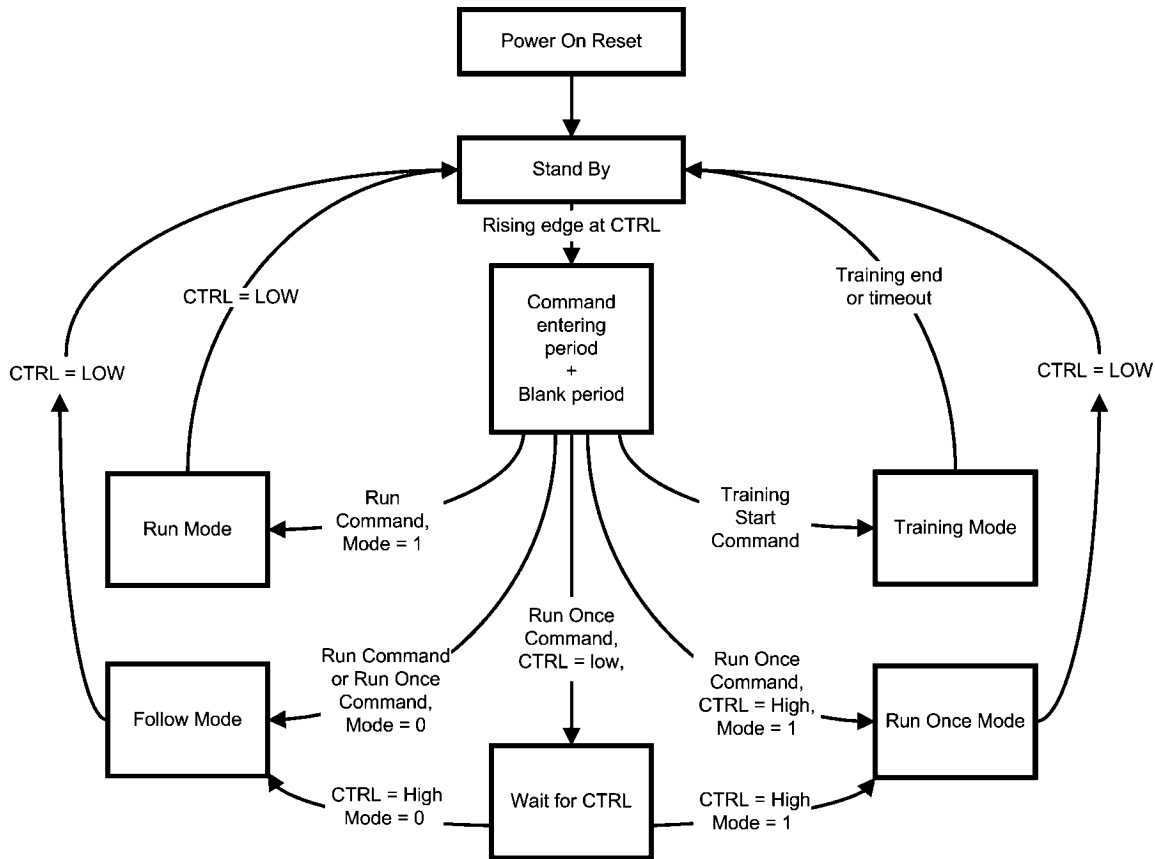 Power On Reset
Stand By
Rising edge at CTRL
Command
entering
period
+
Blank period
CTRL = LOW
Training end
or timeout
CTRL = LOW
CTRL = LOW
Run
Command,
Mode = 1
Run Mode
Training
Start
Command
Training Mode
Run Command
or Run Once
Command,
Mode = 0
Follow Mode
Run Once
Command,
CTRL = low,
Run Once
Command,
CTRL = High,
Mode = 1
Run Once Mode
CTRL = High
Mode = 0
Wait for CTRL
CTRL = High
Mode = 1